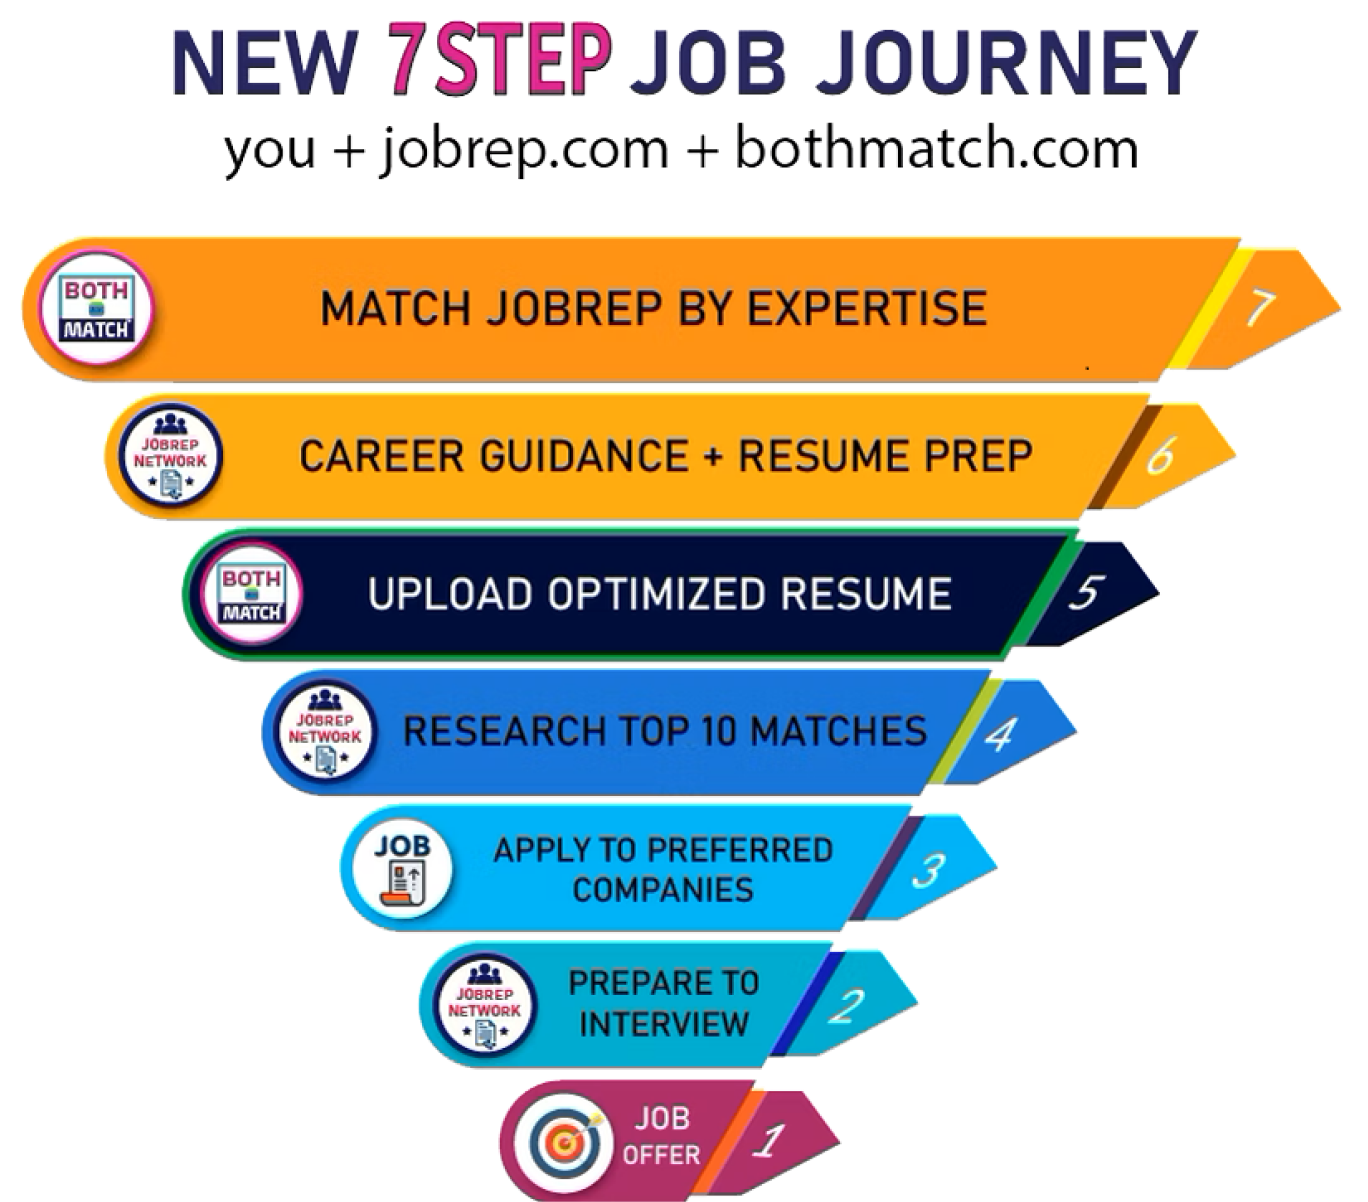 NEW 7STEP JOB JOURNEY
you + jobrep.com + bothmatch.com
BOTH
MATCH
MATCH JOBREP BY EXPERTISE
7
JOBREP
NETWORK
CAREER GUIDANCE + RESUME PREP
6
BOTH
MATCH
UPLOAD OPTIMIZED RESUME
5
JOBREP
NETWORK
RESEARCH TOP 10 MATCHES
4
JOB
APPLY TO PREFERRED
COMPANIES
3
JOBREP
NETWORK
PREPARE TO
INTERVIEW
2
JOB
OFFER
1